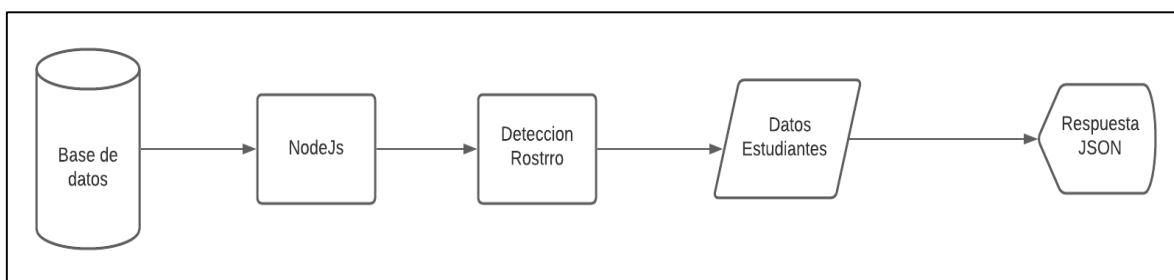 Base de
datos
NodeJs
Deteccion
Rostrro
Datos
Estudiantes
Respuesta
JSON